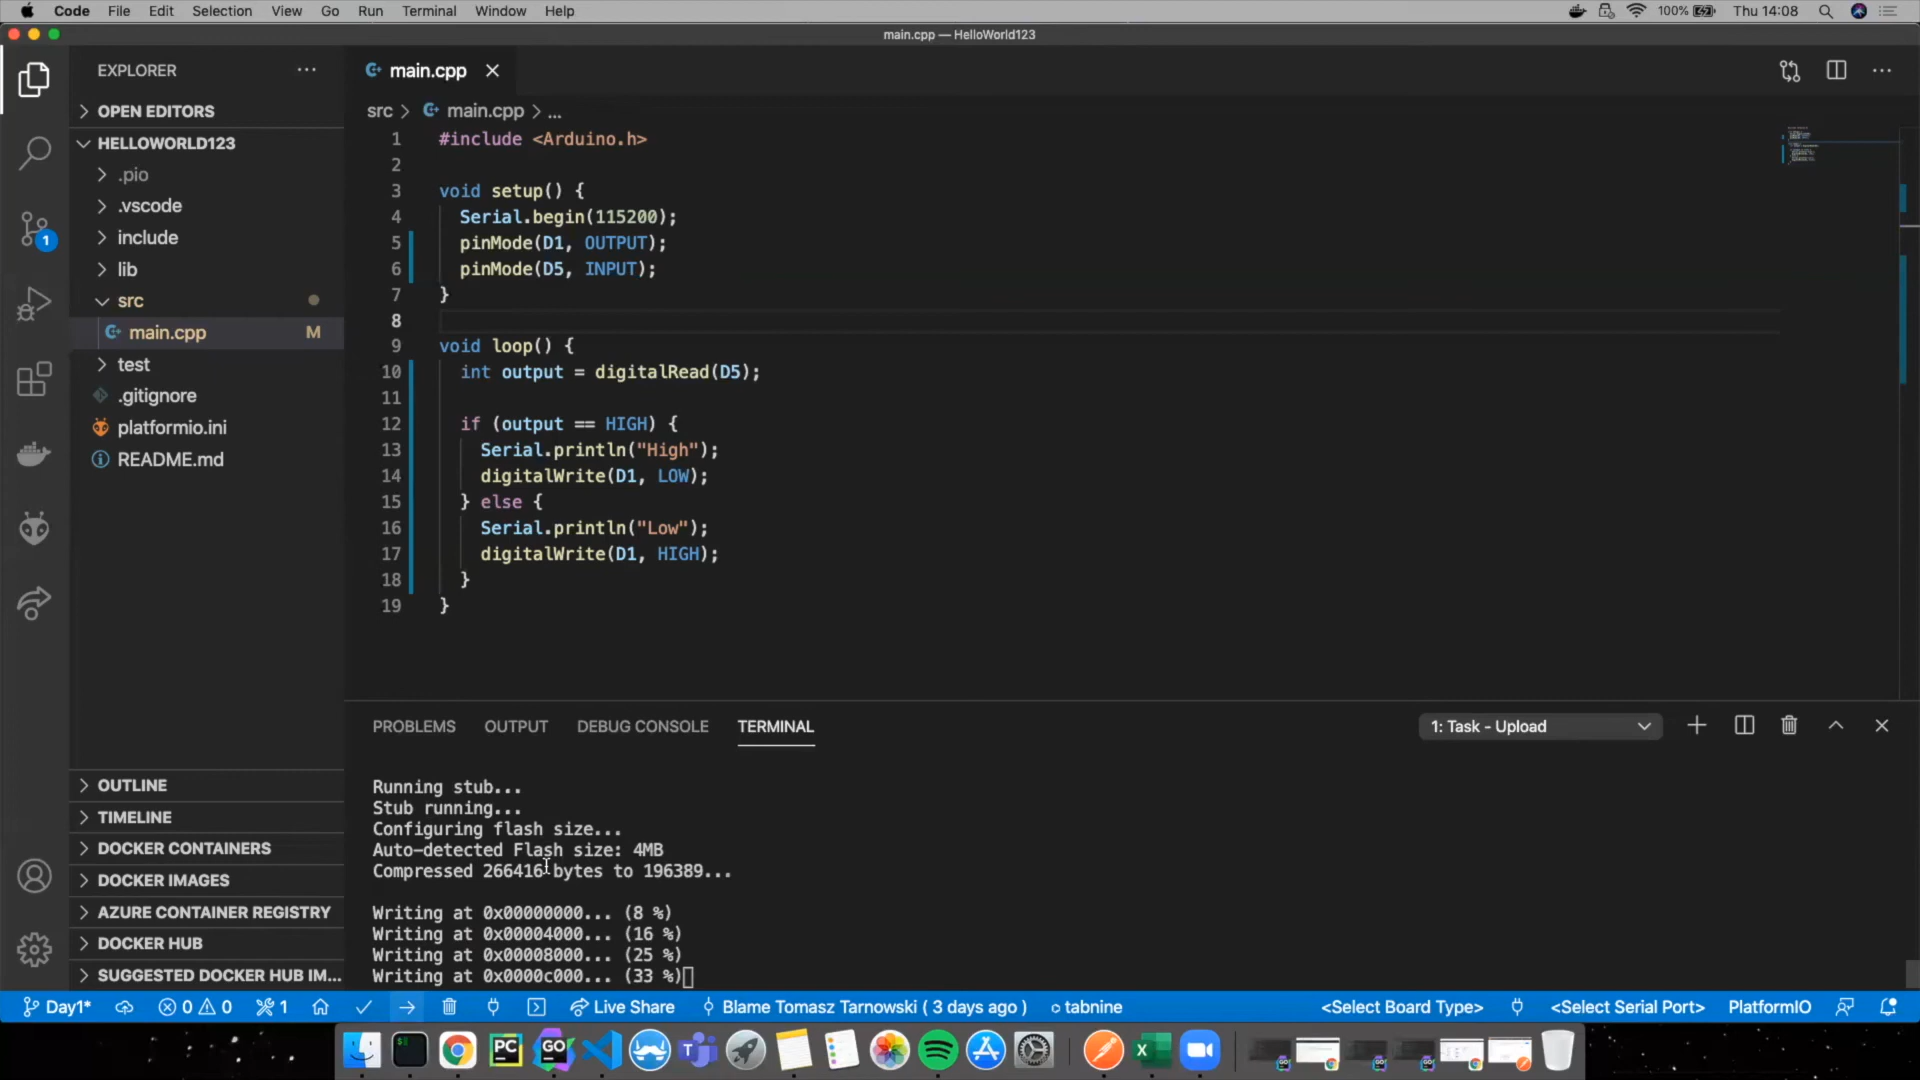 Code File Edit Selection View Go Run Terminal Window Help
100% Thu 14:08
main.cpp — HelloWorld123
EXPLORER
OPEN EDITORS
HELLOWORLD123
.pio
.vscode
include
lib
src
main.cpp M
test
.gitignore
platformio.ini
README.md
OUTLINE
TIMELINE
DOCKER CONTAINERS
DOCKER IMAGES
AZURE CONTAINER REGISTRY
DOCKER HUB
SUGGESTED DOCKER HUB IM...
1
main.cpp
src > main.cpp > ...
1 #include <Arduino.h>
2
3 void setup() {
4 Serial.begin(115200);
5 pinMode(D1, OUTPUT);
6 pinMode(D5, INPUT);
7 }
8
9 void loop() {
10 int output = digitalRead(D5);
11
12 if (output == HIGH) {
13 Serial.println("High");
14 digitalWrite(D1, LOW);
15 } else {
16 Serial.println("Low");
17 digitalWrite(D1, HIGH);
18 }
19 }
PROBLEMS OUTPUT DEBUG CONSOLE TERMINAL 1: Task - Upload
Running stub...
Stub running...
Configuring flash size...
Auto-detected Flash size: 4MB
Compressed 266416 bytes to 196389...
Writing at 0x00000000... (8 %)
Writing at 0x00004000... (16 %)
Writing at 0x00008000... (25 %)
Writing at 0x0000c000... (33 %)
Day1* 0 0 1 Live Share Blame Tomasz Tarnowski ( 3 days ago ) tabnine <Select Board Type> <Select Serial Port> PlatformIO
PC GO